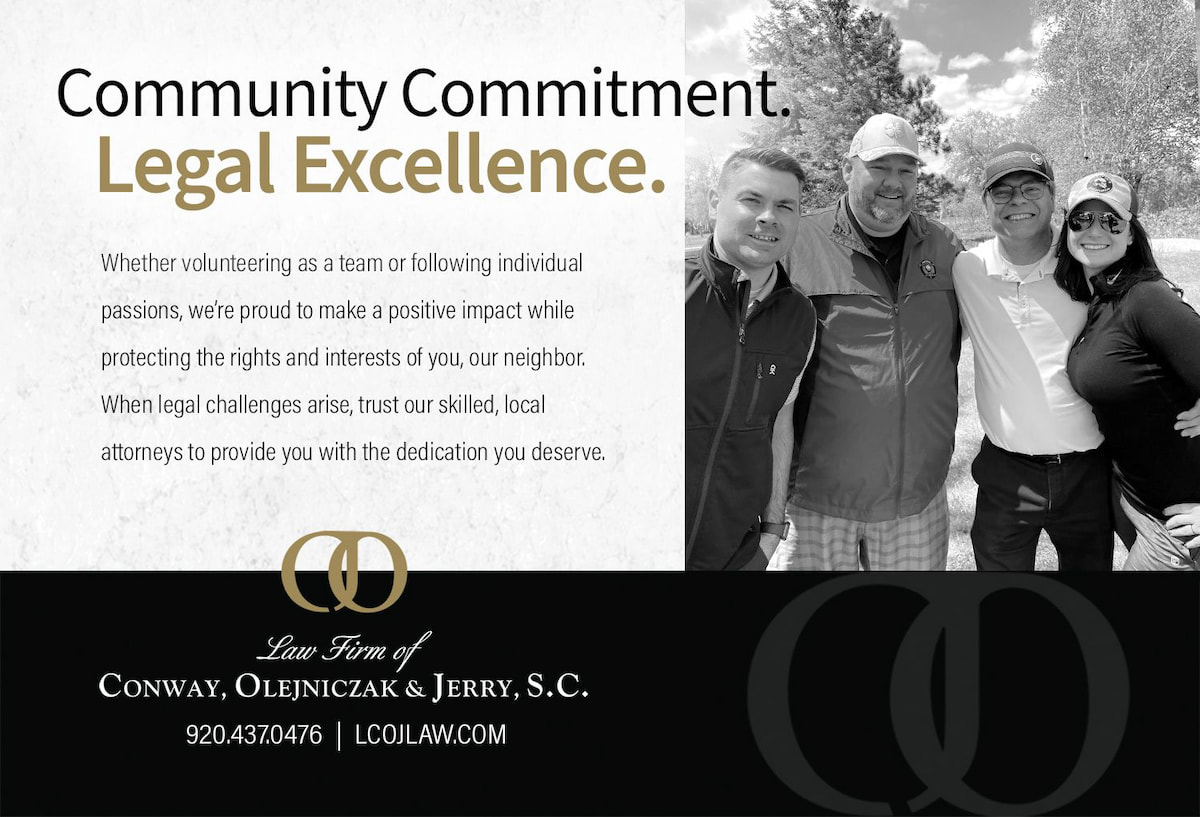 Community Commitment.
Legal Excellence.
Whether volunteering as a team or following individual
passions, we’re proud to make a positive impact while
protecting the rights and interests of you, our neighbor.
When legal challenges arise, trust our skilled, local
attorneys to provide you with the dedication you deserve.
Law Firm of
Conway, Olejniczak & Jerry, S.C.
920.437.0476 | LCOJLAW.COM